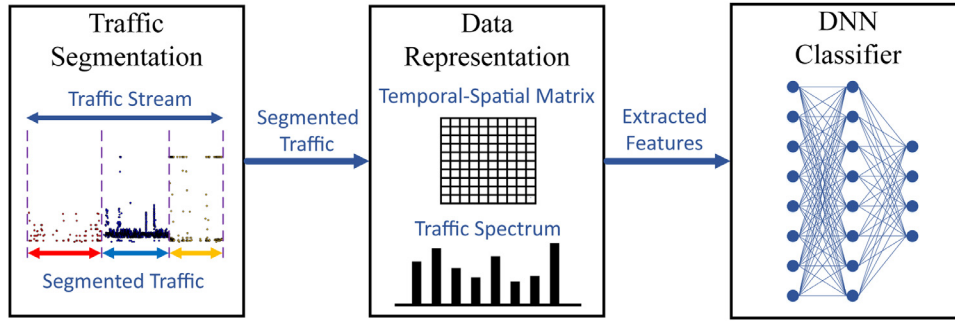 Traffic
Segmentation
Traffic Stream
Segmented Traffic
Segmented
Traffic
Data
Representation
Temporal-Spatial Matrix
Traffic Spectrum
Extracted
Features
DNN
Classifier